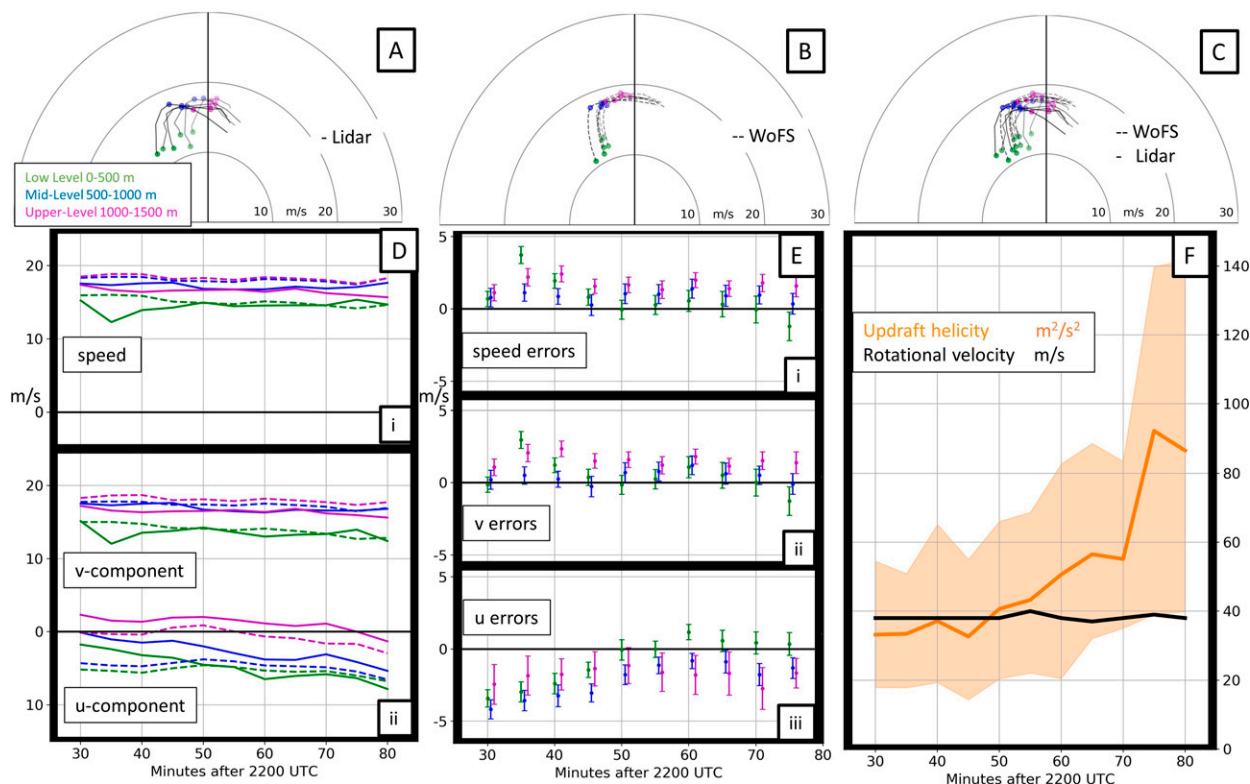 A
- Lidar
Low Level 0-500 m
Mid-Level 500-1000 m
Upper-Level 1000-1500 m
10 m/s 20 30
B
-- WoFS
10 m/s 20 30
C
-- WoFS
- Lidar
10 m/s 20 30
D
20
10
0
m/s
speed
i
20
10
0
10
v-component
u-component
ii
30 40 50 60 70 80
Minutes after 2200 UTC
E
5
0
-5
m/s
speed errors
i
5
0
-5
v errors
ii
5
0
-5
u errors
iii
30 40 50 60 70 80
Minutes after 2200 UTC
F
Updraft helicity m²/s²
Rotational velocity m/s
140
120
100
80
60
40
20
0
30 40 50 60 70 80
Minutes after 2200 UTC